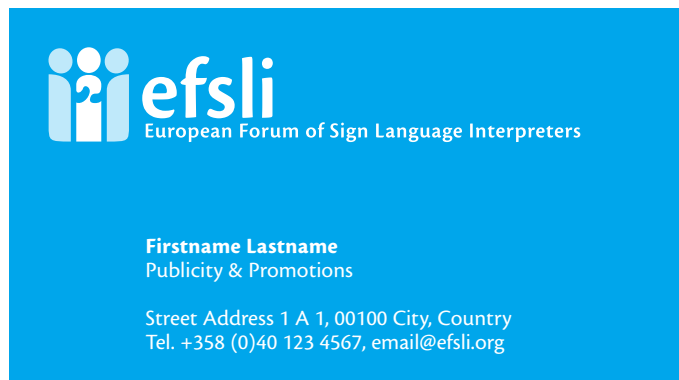 efsli
European Forum of Sign Language Interpreters
Firstname Lastname
Publicity & Promotions
Street Address 1 A 1, 00100 City, Country
Tel. +358 (0)40 123 4567, email@efsli.org